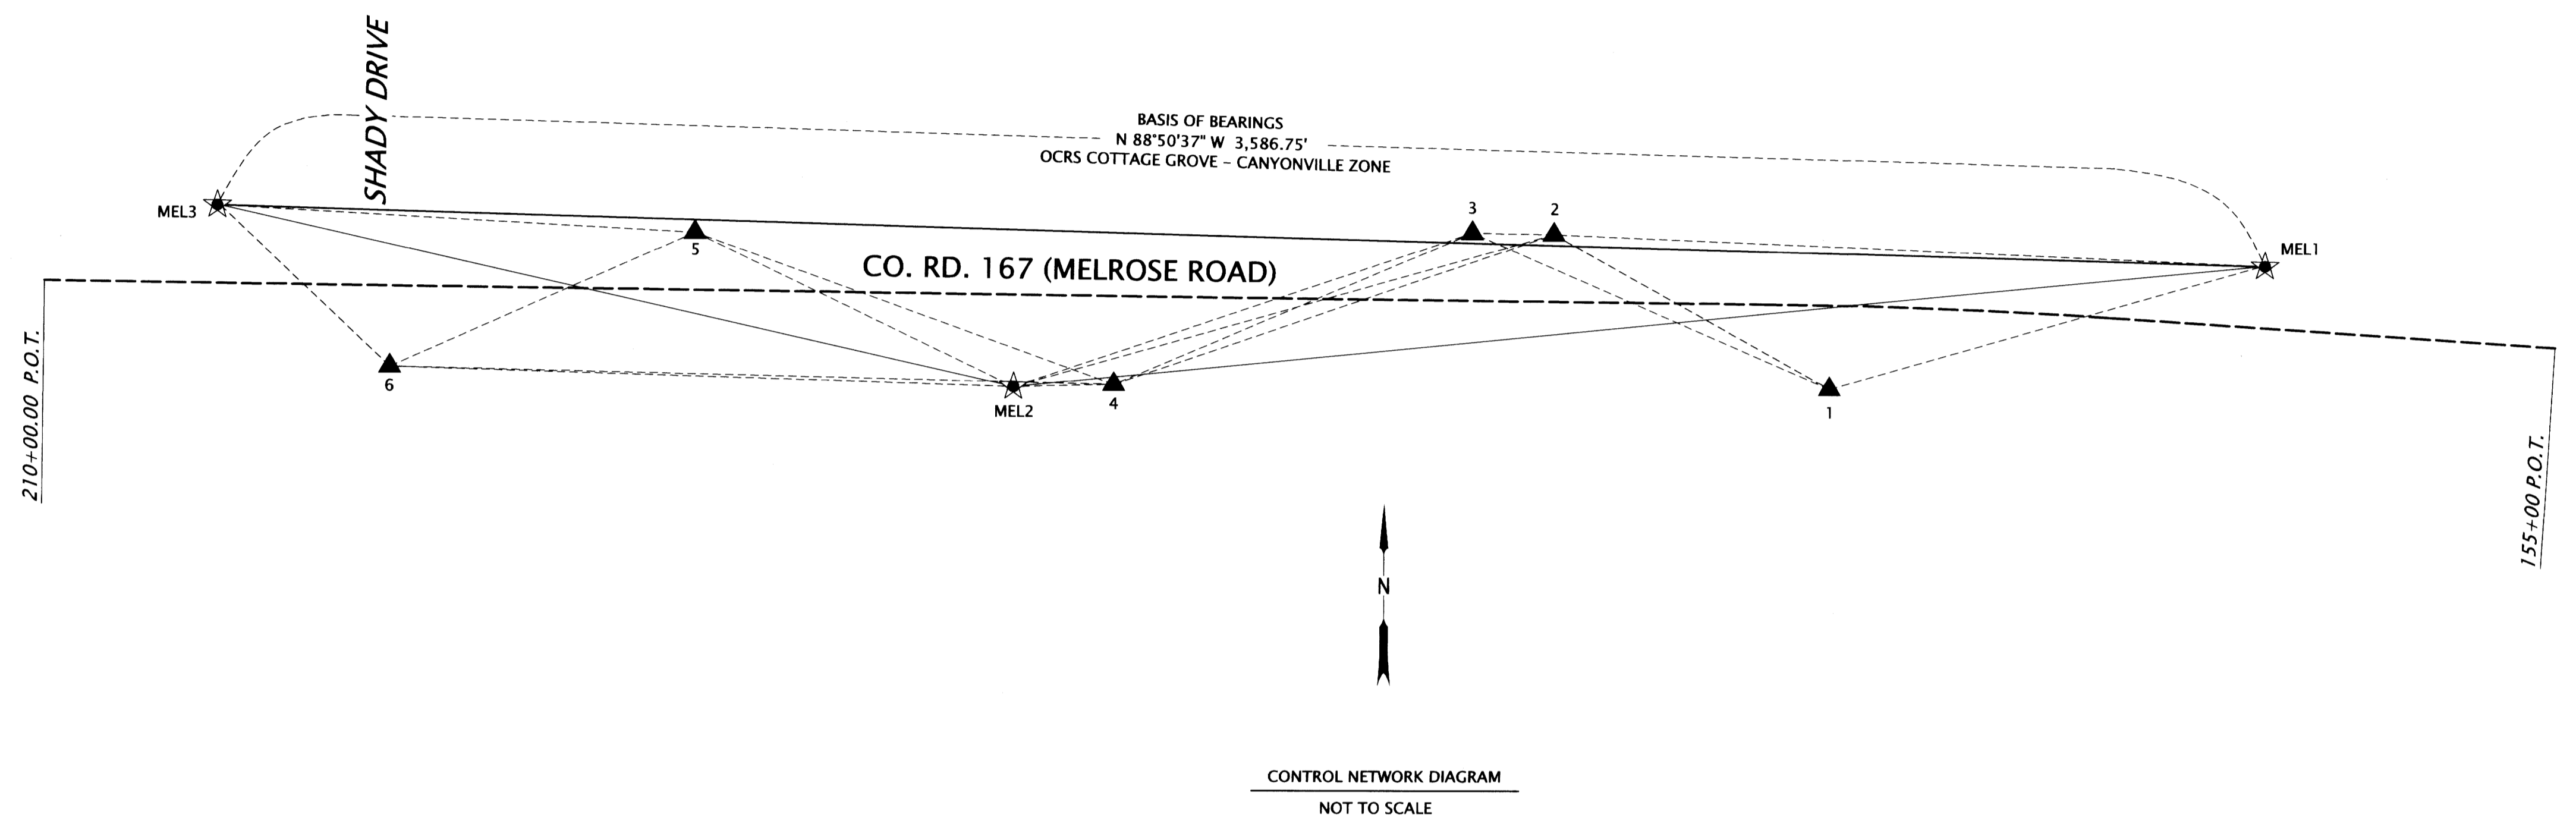 SHADY DRIVE
BASIS OF BEARINGS
N 88°50'37" W 3,586.75'
OCRS COTTAGE GROVE - CANYONVILLE ZONE
MEL3
5
3
2
MEL1
CO. RD. 167 (MELROSE ROAD)
210+00.00 P.O.T.
6
MEL2
4
1
155+00 P.O.T.
N
CONTROL NETWORK DIAGRAM
NOT TO SCALE